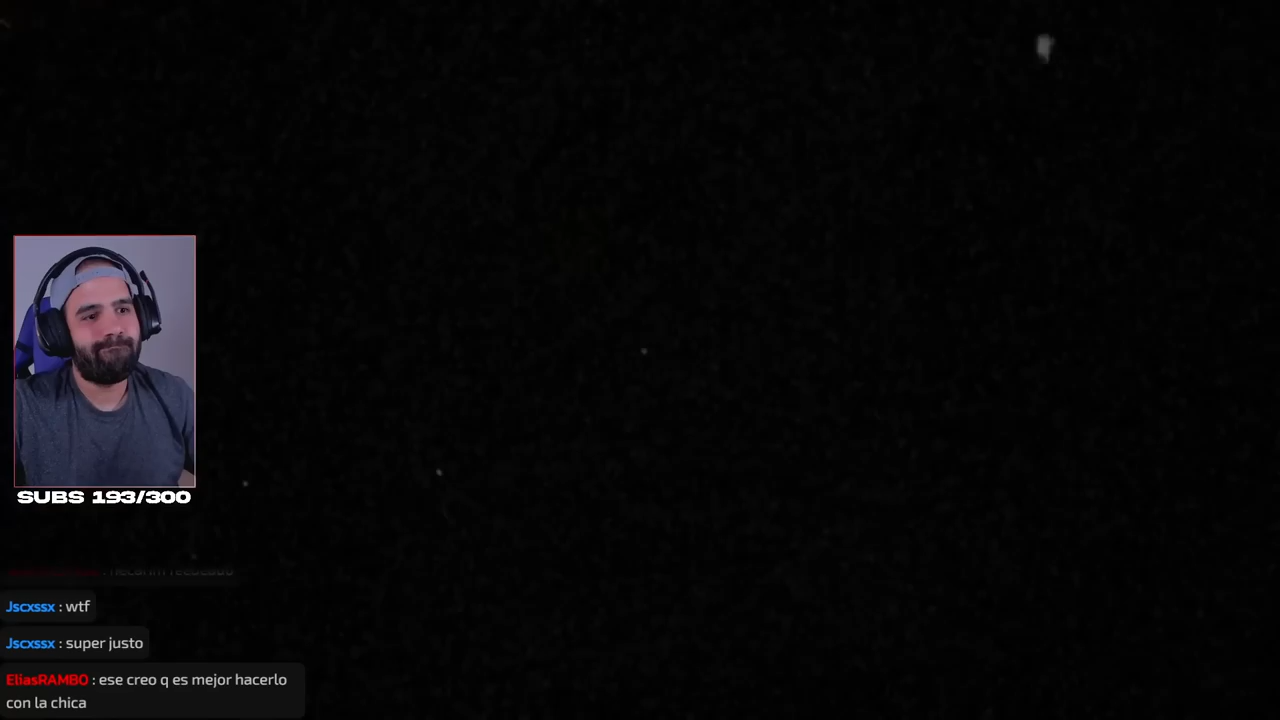 SUBS 193/300
Jscxssx : wtf
Jscxssx : super justo
EliasRAMBO : ese creo q es mejor hacerlo
con la chica